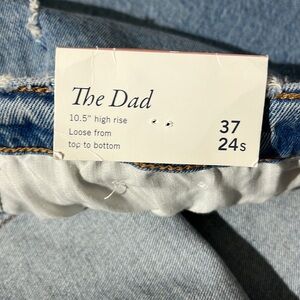 The Dad
10.5" high rise
Loose from
top to bottom
37
24s